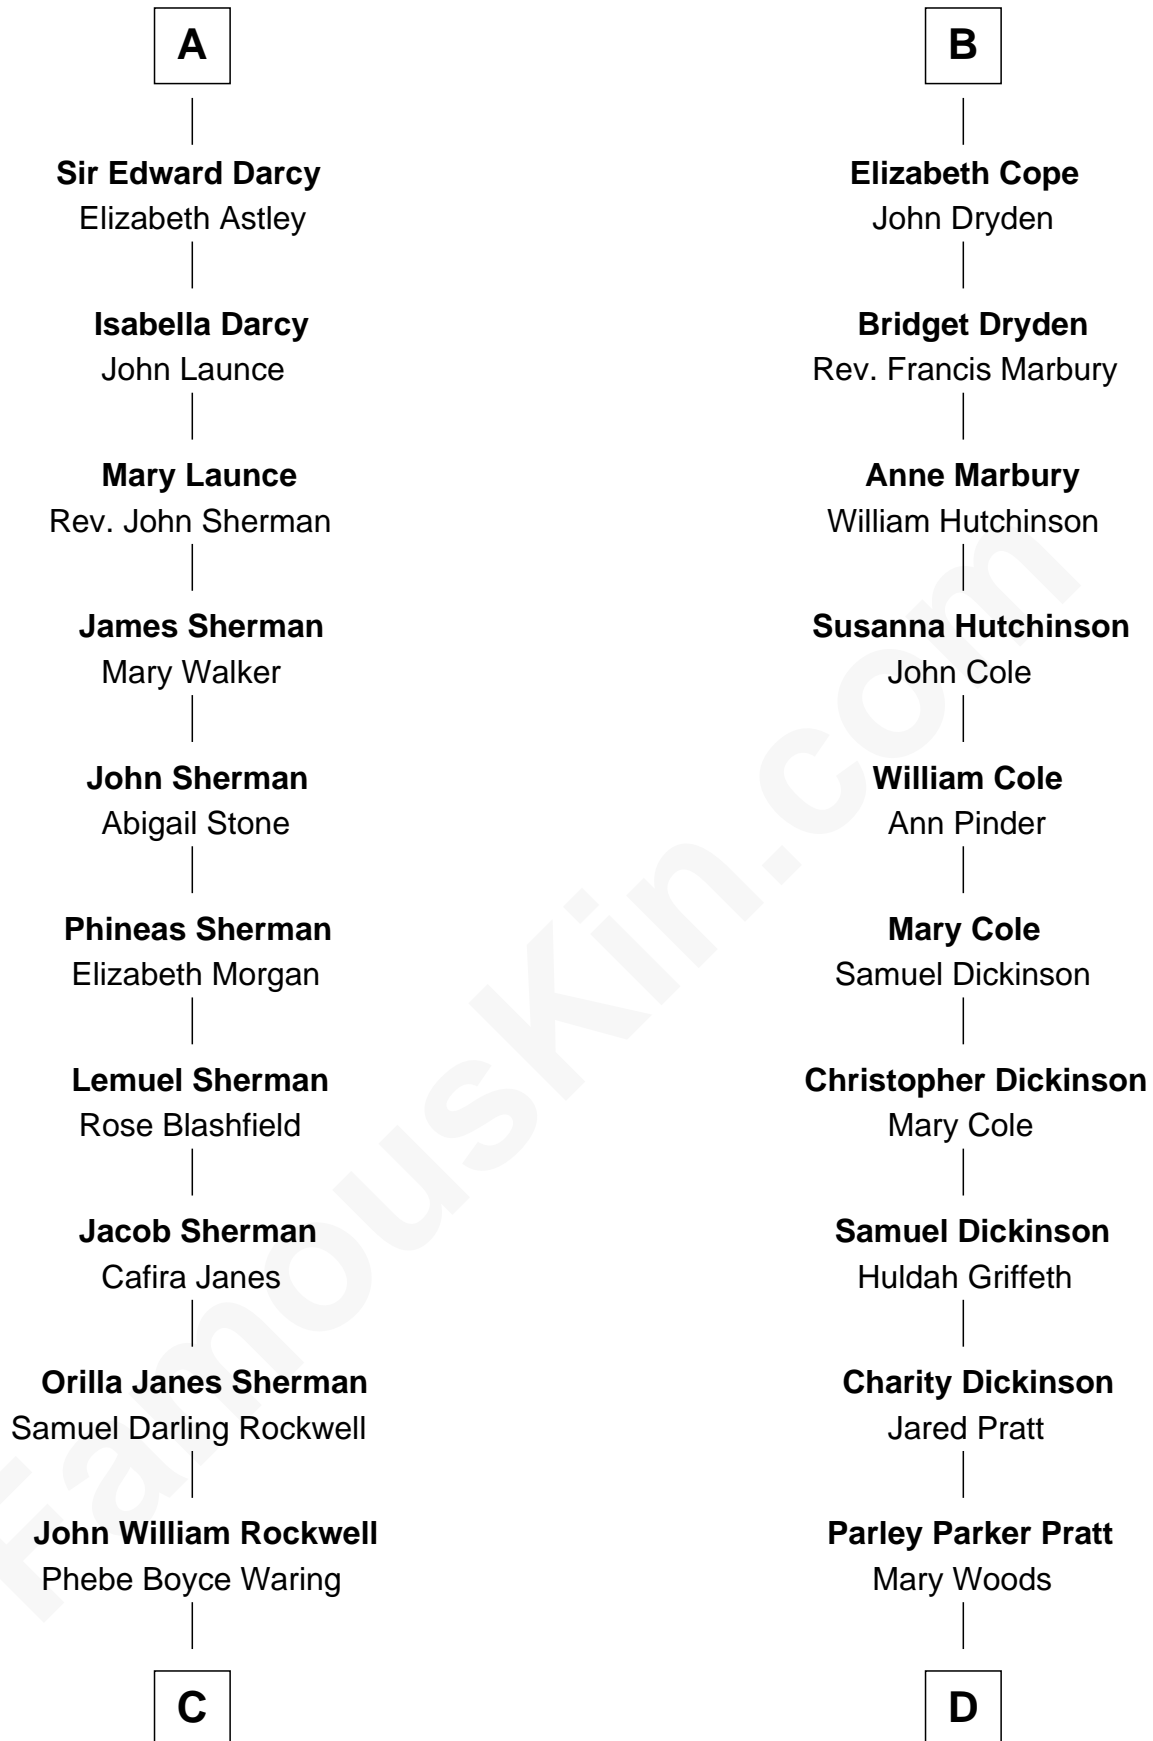 A
Sir Edward Darcy
Elizabeth Astley
Isabella Darcy
John Launce
Mary Launce
Rev. John Sherman
James Sherman
Mary Walker
John Sherman
Abigail Stone
Phineas Sherman
Elizabeth Morgan
Lemuel Sherman
Rose Blashfield
Jacob Sherman
Cafira Janes
Orilla Janes Sherman
Samuel Darling Rockwell
John William Rockwell
Phebe Boyce Waring
C
B
Elizabeth Cope
John Dryden
Bridget Dryden
Rev. Francis Marbury
Anne Marbury
William Hutchinson
Susanna Hutchinson
John Cole
William Cole
Ann Pinder
Mary Cole
Samuel Dickinson
Christopher Dickinson
Mary Cole
Samuel Dickinson
Huldah Griffeth
Charity Dickinson
Jared Pratt
Parley Parker Pratt
Mary Woods
D
FamousKin.com